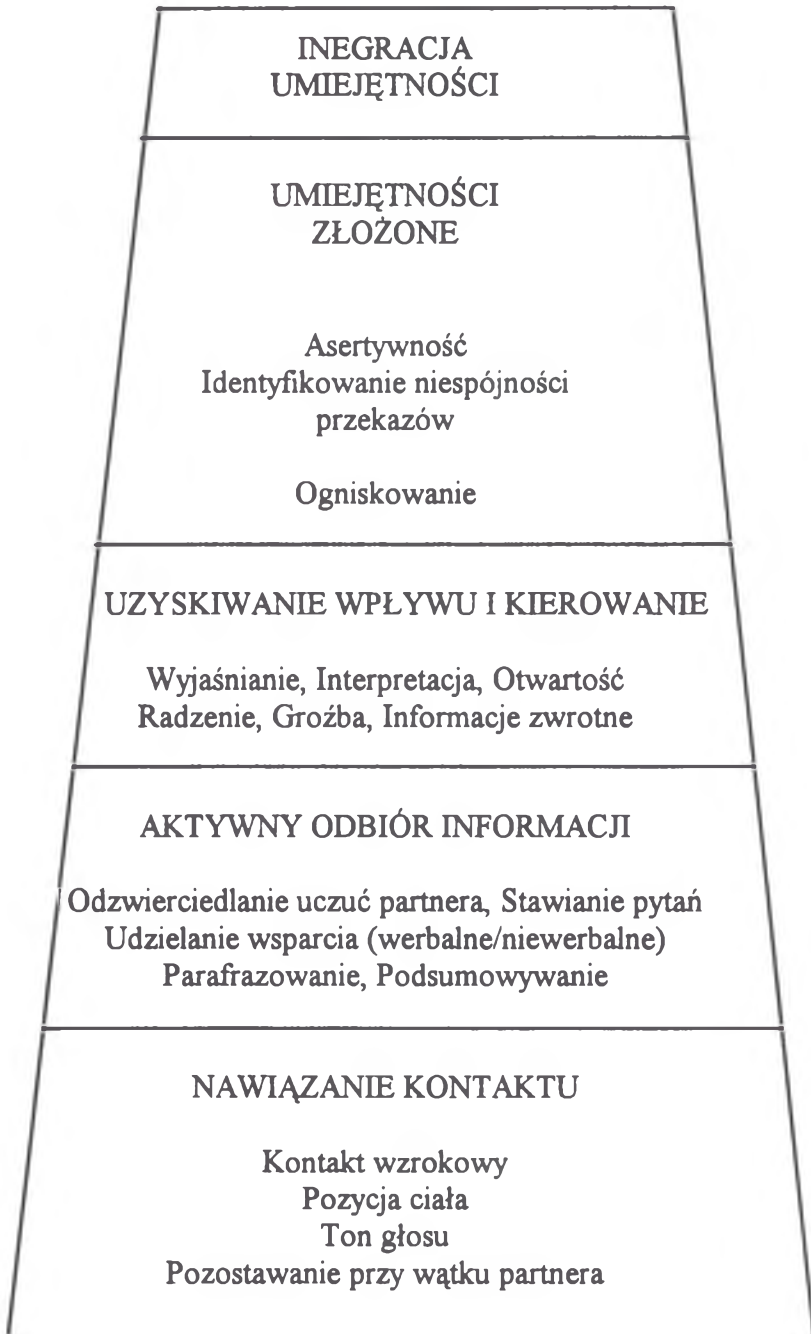 INEGRACJA
UMIEJĘTNOŚCI
UMIEJĘTNOŚCI
ZŁOŻONE
Asertywność
Identyfikowanie niespójności
przekazów
Ogniskowanie
UZYSKIWANIE WPŁYWU I KIEROWANIE
Wyjaśnianie, Interpretacja, Otwartość
Radzenie, Groźba, Informacje zwrotne
AKTYWNY ODBIÓR INFORMACJI
Odzwierciedlanie uczuć partnera, Stawianie pytań
Udzielanie wsparcia (werbalne/niewerbalne)
Parafrazowanie, Podsumowywanie
NAWIĄZANIE KONTAKTU
Kontakt wzrokowy
Pozycja ciała
Ton głosu
Pozostawanie przy wątku partnera